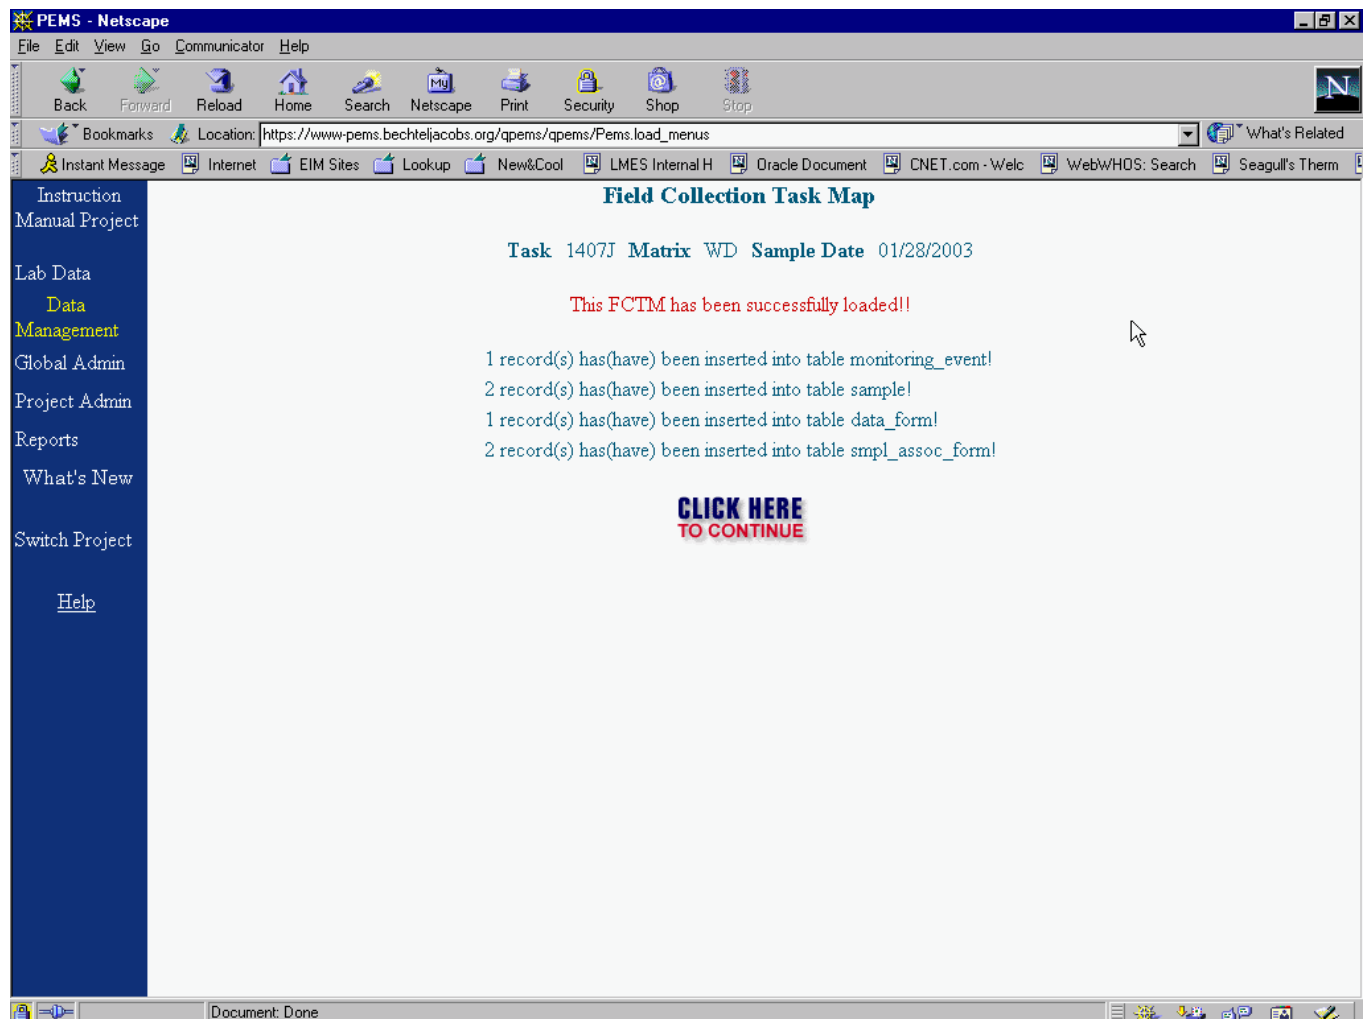 PEMS - Netscape
File Edit View Go Communicator Help
Back Forward Reload Home Search My Netscape Print Security Shop Stop
N
Bookmarks Location: https://www-pems.bechteljacobs.org/qpems/qpems/Pems.load_menus What's Related
Instant Message Internet EIM Sites Lookup New&Cool LMES Internal H Oracle Document CNET.com - Welc WebWHOS: Search Seagull's Therm
Instruction
Manual Project
Lab Data
Data
Management
Global Admin
Project Admin
Reports
What's New
Switch Project
Help
Field Collection Task Map
Task 1407J Matrix WD Sample Date 01/28/2003
This FCTM has been successfully loaded!!
1 record(s) has(have) been inserted into table monitoring_event!
2 record(s) has(have) been inserted into table sample!
1 record(s) has(have) been inserted into table data_form!
2 record(s) has(have) been inserted into table smpl_assoc_form!
CLICK HERE
TO CONTINUE
Document: Done